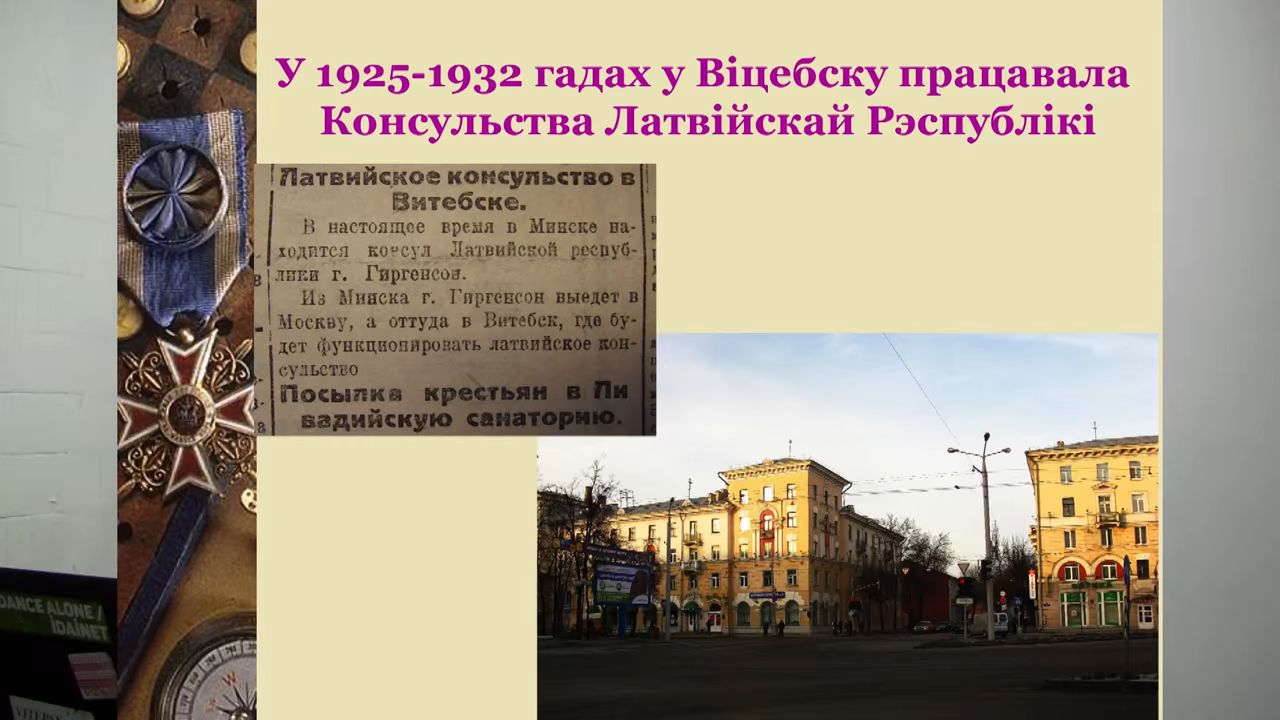 У 1925-1932 гадах у Віцебску працавала
Консульства Латвійскай Рэспублікі
Латвийское консульство в
Витебске.
В настоящее время в Минске на-
ходится консул Латвийской респуб-
лики г. Гиргенсон.
Из Минска г. Гиргенсон выедет в
Москву, а оттуда в Витебск, где бу-
дет функционировать латвийское кон-
сульство
Посылка крестьян в Ли
вадийскую санаторию.
DANCE ALONE /
IDAINET